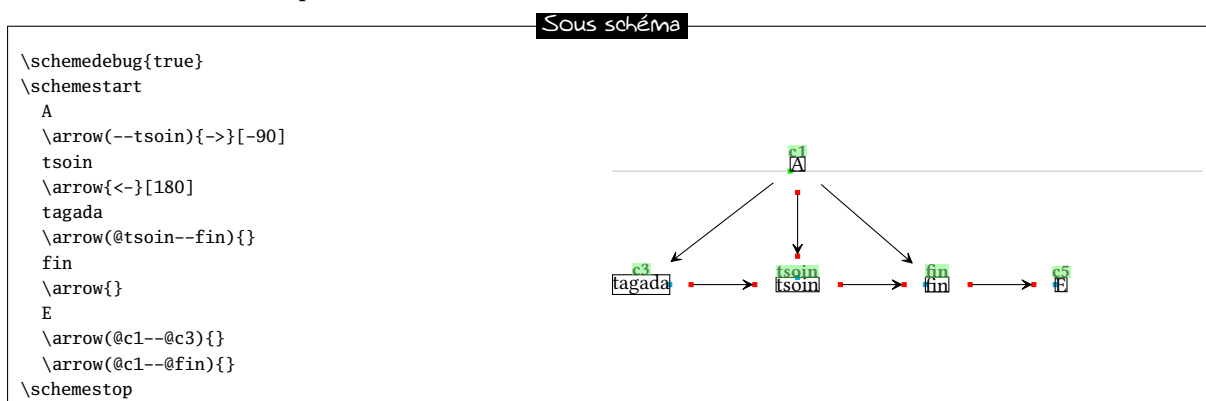 Sous schéma
\schemedebug{true}
\schemestart
A
\arrow(--tsoin){->}[-90]
tsoin
\arrow{<-}[180]
tagada
\arrow(@tsoin--fin){}
fin
\arrow{}
E
\arrow(@c1--@c3){}
\arrow(@c1--@fin){}
\schemestop
c1
A
c3 tsoin fin c5
tagada tsoin fin E